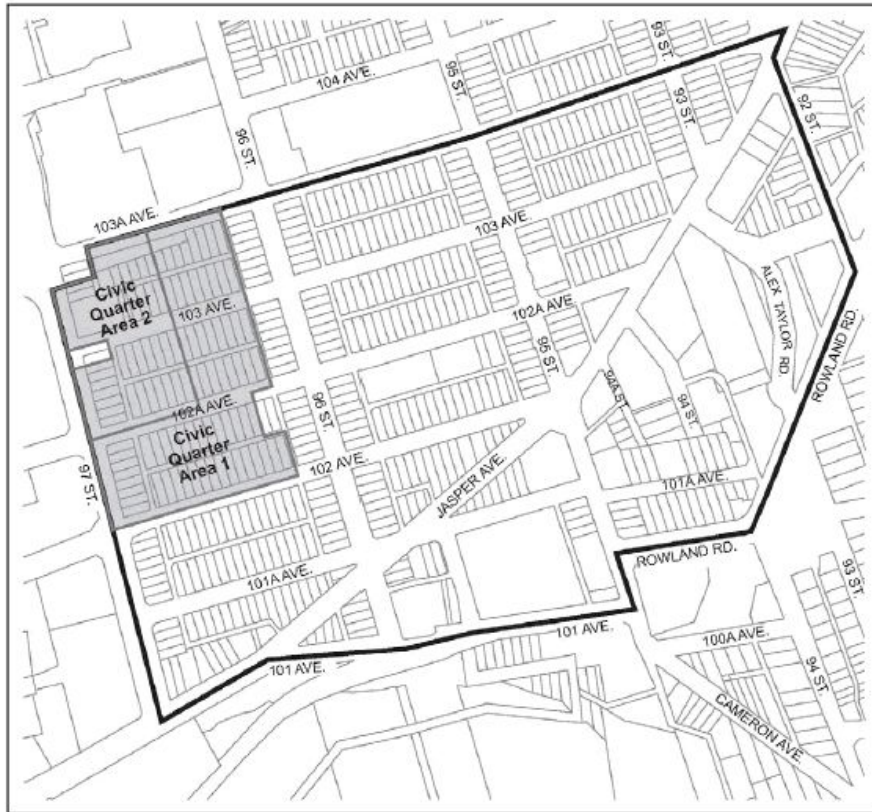 104 AVE.
95 ST.
93 ST.
93 ST.
92 ST.
96 ST.
103A AVE.
103 AVE.
Civic
Quarter
Area 2
103 AVE.
ALEX TAYLOR RD.
102A AVE.
ROWLAND RD.
95 ST.
94A ST.
94 ST.
102A AVE.
96 ST.
Civic
Quarter
Area 1
102 AVE.
97 ST.
JASPER AVE.
101A AVE.
ROWLAND RD.
101A AVE.
93 ST.
101 AVE.
100A AVE.
101 AVE.
94 ST.
CAMERON AVE.